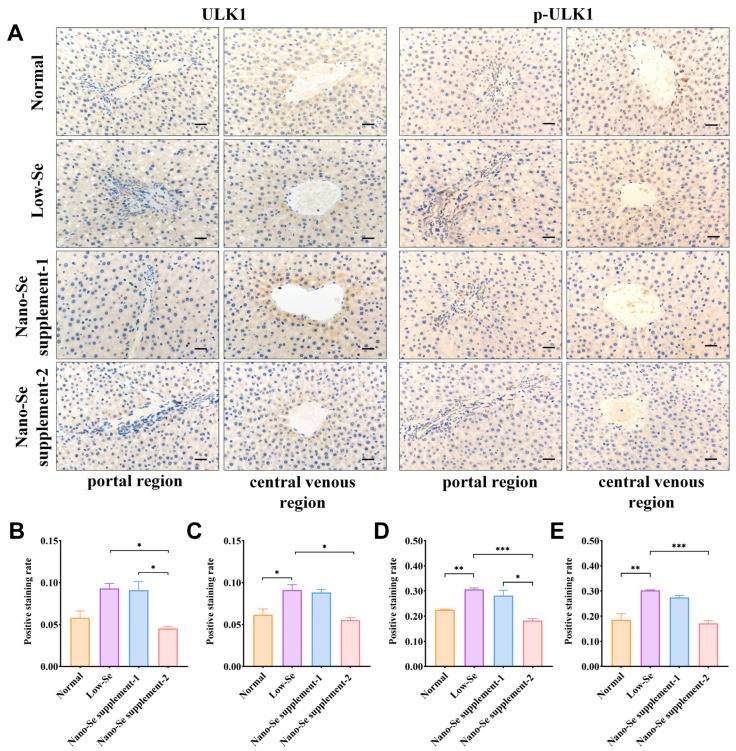 ULK1
p-ULK1
A
Normal
Low-Se
Nano-Se
supplement-1
Nano-Se
supplement-2
portal region
central venous
region
portal region
central venous
region
B
Positive staining rate
0.15
0.10
0.05
0.00
*
*
Normal
Low-Se
Nano-Se supplement-1
Nano-Se supplement-2
C
Positive staining rate
0.15
0.10
0.05
0.00
*
*
Normal
Low-Se
Nano-Se supplement-1
Nano-Se supplement-2
D
Positive staining rate
0.50
0.40
0.30
0.20
0.10
0.00
**
***
*
Normal
Low-Se
Nano-Se supplement-1
Nano-Se supplement-2
E
Positive staining rate
0.50
0.40
0.30
0.20
0.10
0.00
**
***
Normal
Low-Se
Nano-Se supplement-1
Nano-Se supplement-2